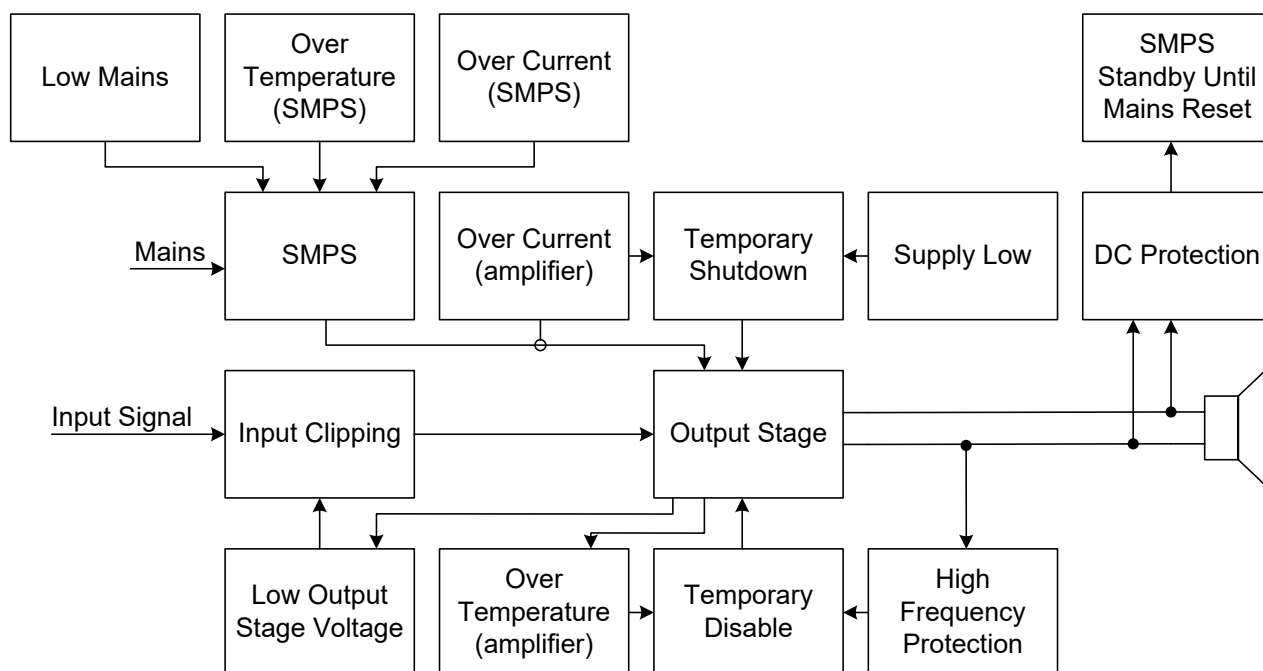 Low Mains
Over
Temperature
(SMPS)
Over Current
(SMPS)
SMPS
Standby Until
Mains Reset
Mains
SMPS
Over Current
(amplifier)
Temporary
Shutdown
Supply Low
DC Protection
Input Signal
Input Clipping
Output Stage
Low Output
Stage Voltage
Over
Temperature
(amplifier)
Temporary
Disable
High
Frequency
Protection